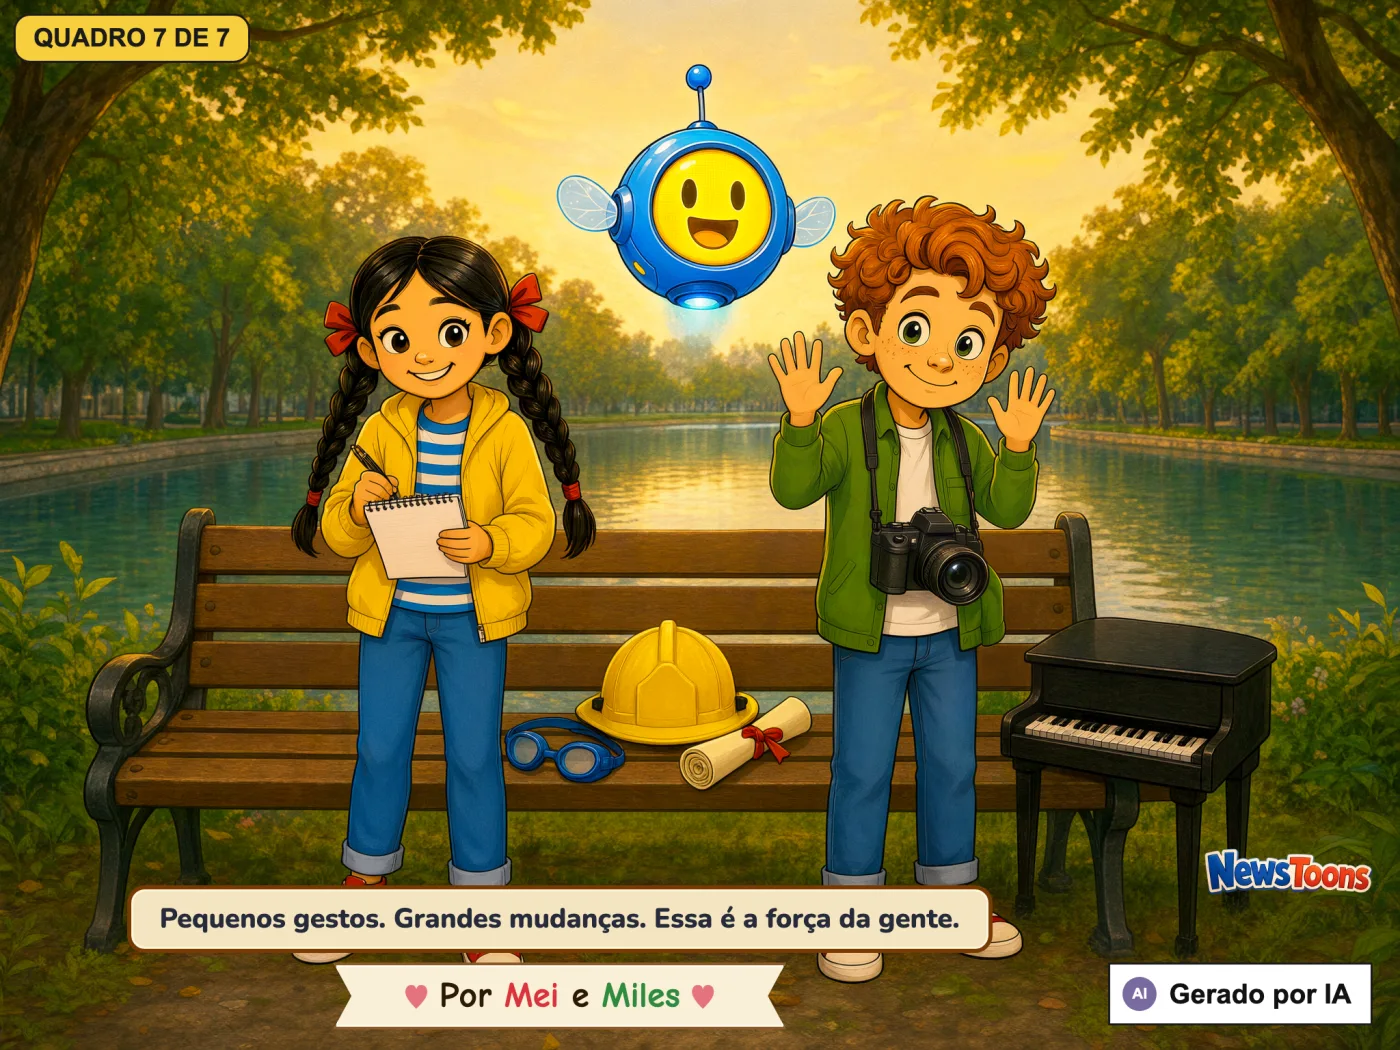 QUADRO 7 DE 7
NewsToons
Pequenos gestos. Grandes mudanças. Essa é a força da gente.
Por Mei e Miles
AI Gerado por IA